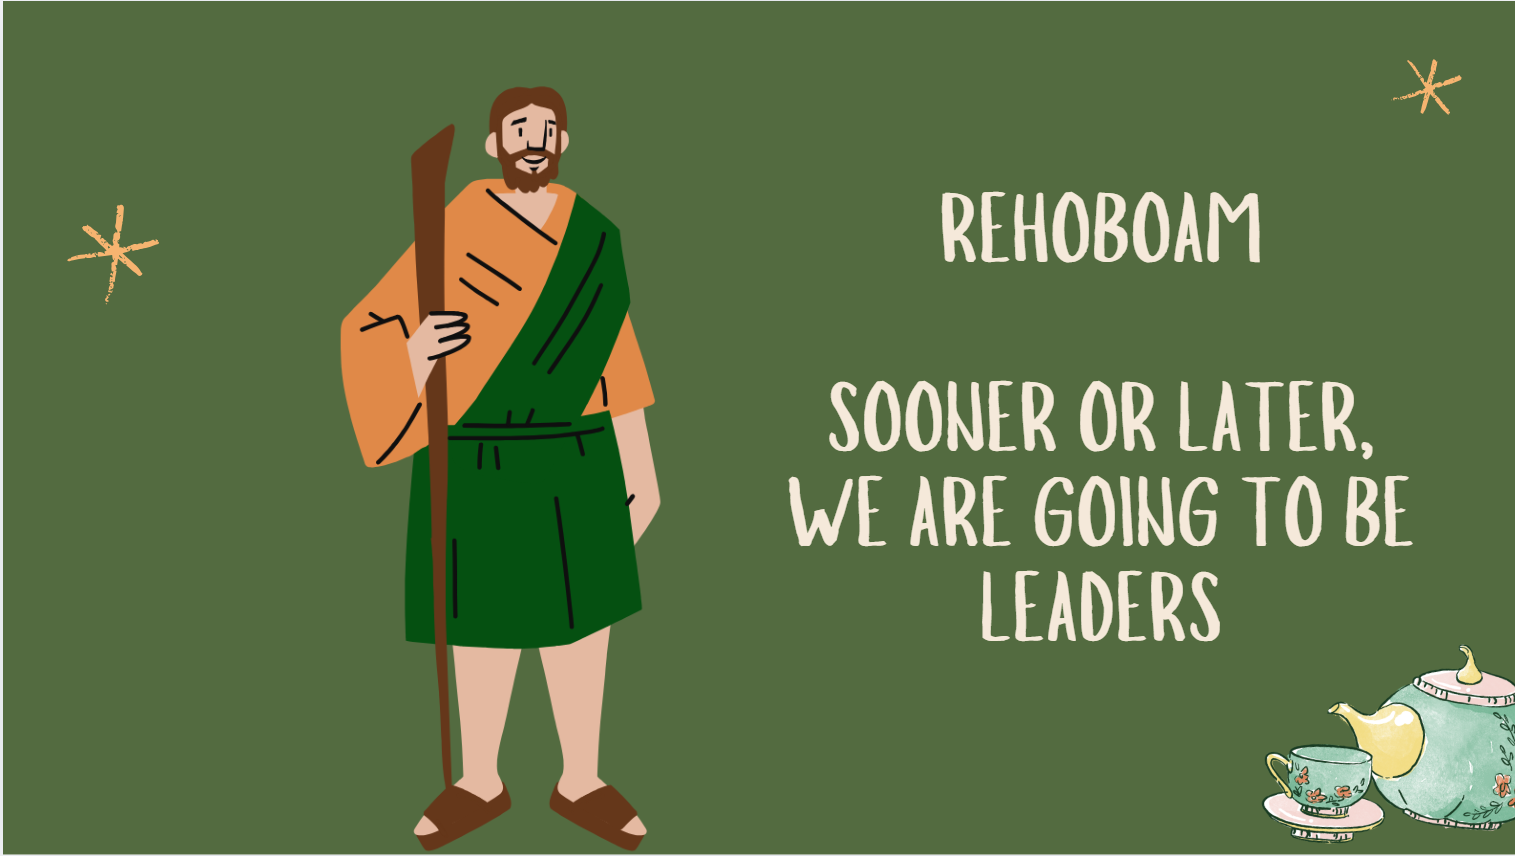 REHOBOAM
SOONER OR LATER,
WE ARE GOING TO BE
LEADERS